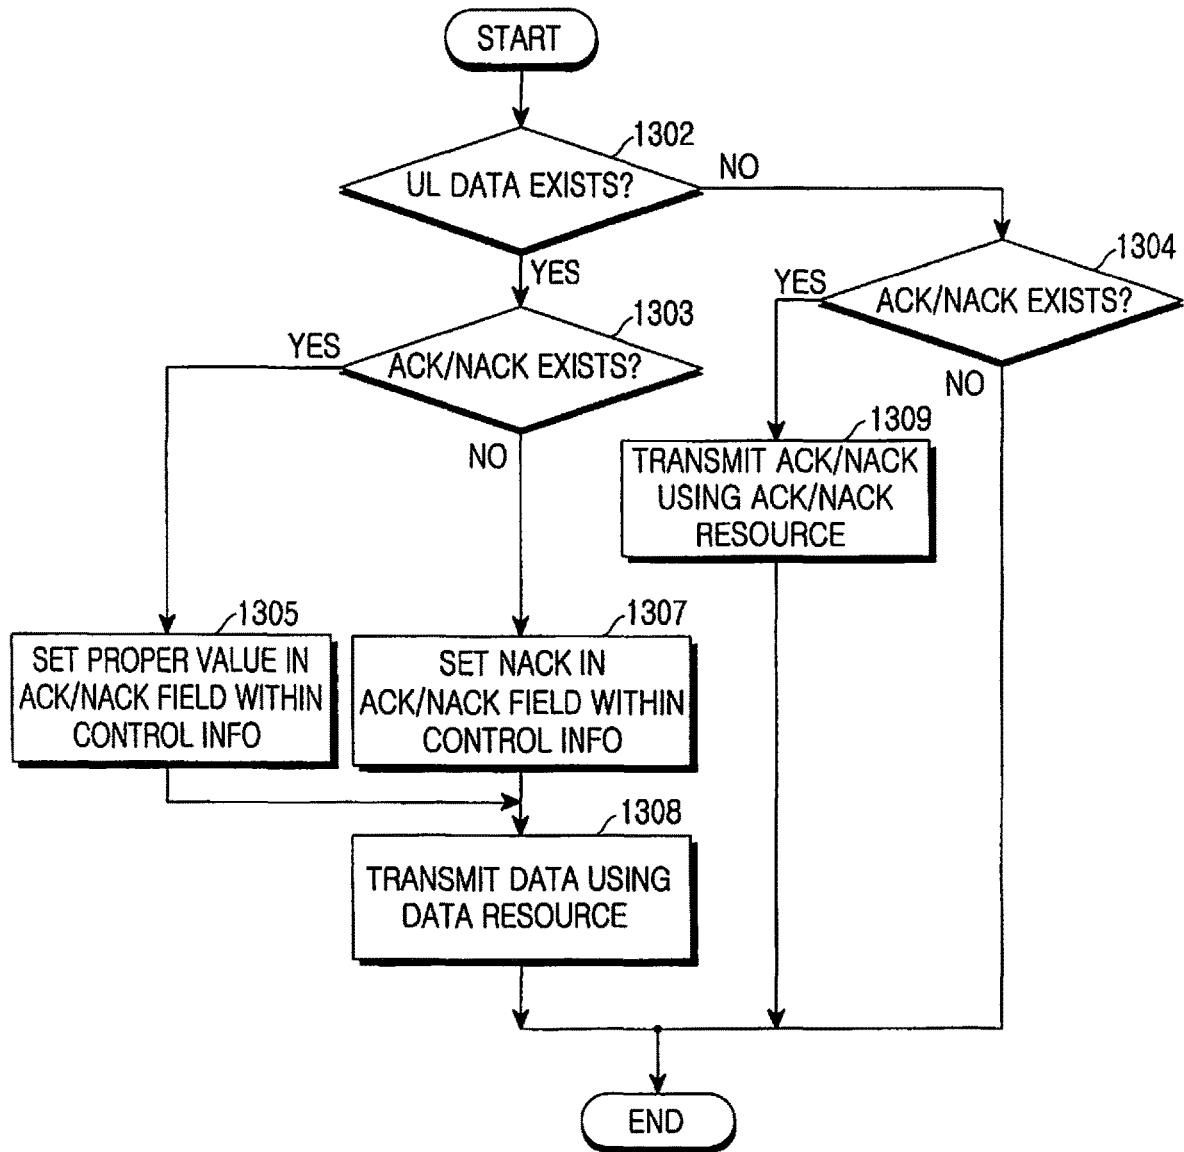 START
1302
UL DATA EXISTS?
NO
YES
1304
ACK/NACK EXISTS?
YES
NO
1303
ACK/NACK EXISTS?
YES
NO
1309
TRANSMIT ACK/NACK
USING ACK/NACK
RESOURCE
1305
SET PROPER VALUE IN
ACK/NACK FIELD WITHIN
CONTROL INFO
1307
SET NACK IN
ACK/NACK FIELD WITHIN
CONTROL INFO
1308
TRANSMIT DATA USING
DATA RESOURCE
END